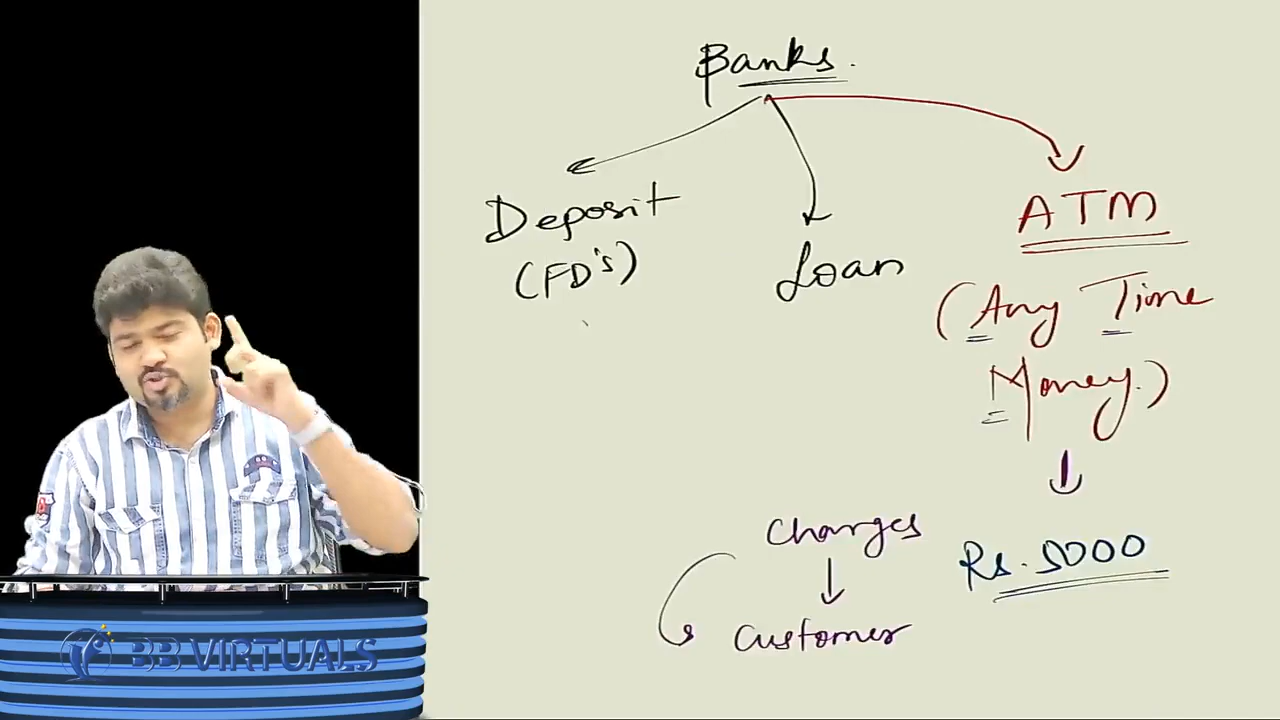 Banks.
Deposit
(FD's)
Loan
ATM
(Any Time
Money.)
Rs. 5000
Charges
Customer
BB VIRTUALS